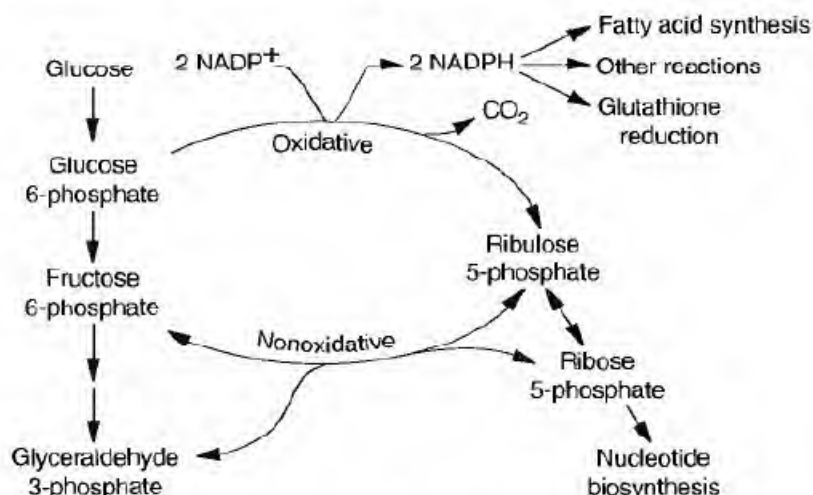 Glucose
2 NADP+
2 NADPH
Fatty acid synthesis
Other reactions
Glutathione
reduction
CO2
Oxidative
Glucose
6-phosphate
Ribulose
5-phosphate
Fructose
6-phosphate
Nonoxidative
Ribose
5-phosphate
Glyceraldehyde
3-phosphate
Nucleotide
biosynthesis